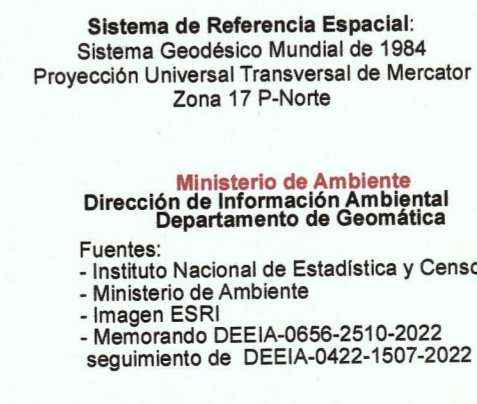 Sistema de Referencia Espacial:
Sistema Geodésico Mundial de 1984
Proyección Universal Transversal de Mercator
Zona 17 P-Norte
Ministerio de Ambiente
Dirección de Información Ambiental
Departamento de Geomática
Fuentes:
- Instituto Nacional de Estadística y Censo
- Ministerio de Ambiente
- Imagen ESRI
- Memorando DEEIA-0656-2510-2022
seguimiento de DEEIA-0422-1507-2022